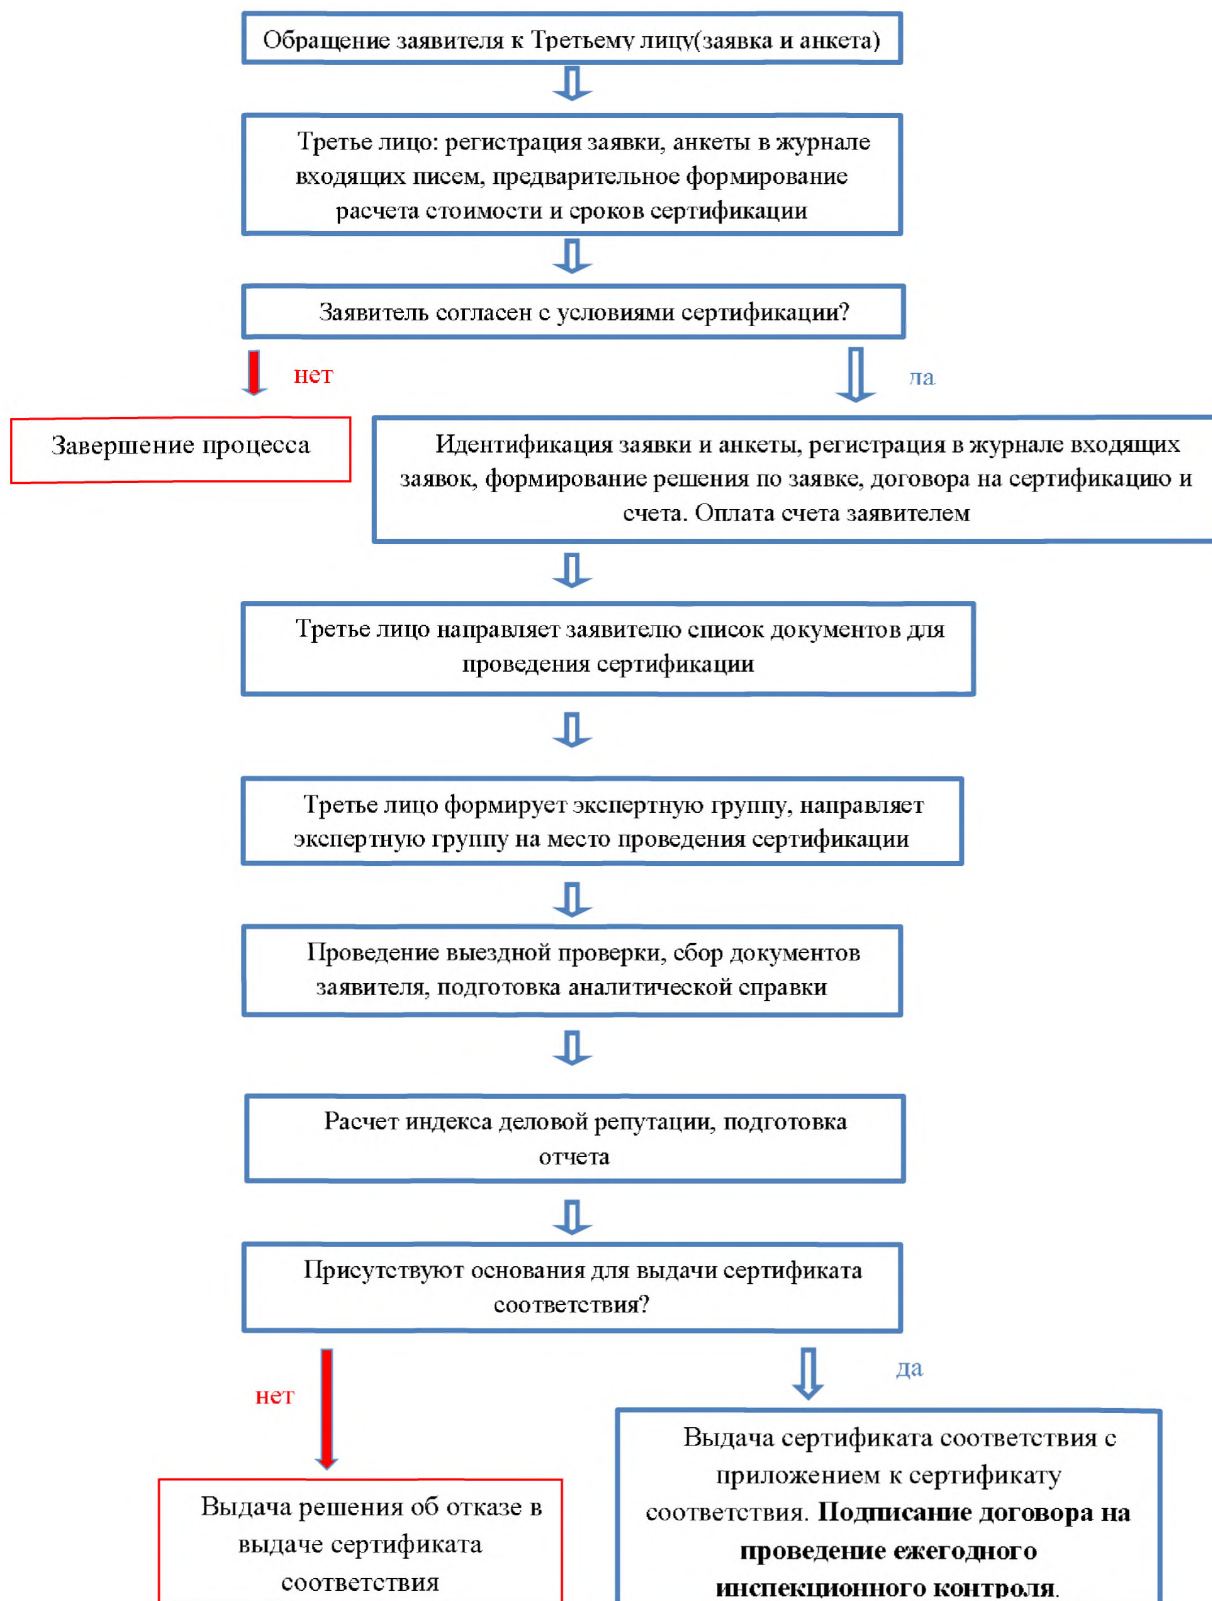 Обращение заявителя к Третьему лицу(заявка и анкета)
Третье лицо: регистрация заявки, анкеты в журнале
входящих писем, предварительное формирование
расчета стоимости и сроков сертификации
Заявитель согласен с условиями сертификации?
нет
да
Завершение процесса
Идентификация заявки и анкеты, регистрация в журнале входящих
заявок, формирование решения по заявке, договора на сертификацию и
счета. Оплата счета заявителем
Третье лицо направляет заявителю список документов для
проведения сертификации
Третье лицо формирует экспертную группу, направляет
экспертную группу на место проведения сертификации
Проведение выездной проверки, сбор документов
заявителя, подготовка аналитической справки
Расчет индекса деловой репутации, подготовка
отчета
Присутствуют основания для выдачи сертификата
соответствия?
нет
да
Выдача решения об отказе в
выдаче сертификата
соответствия
Выдача сертификата соответствия с
приложением к сертификату
соответствия. Подписание договора на
проведение ежегодного
инспекционного контроля.